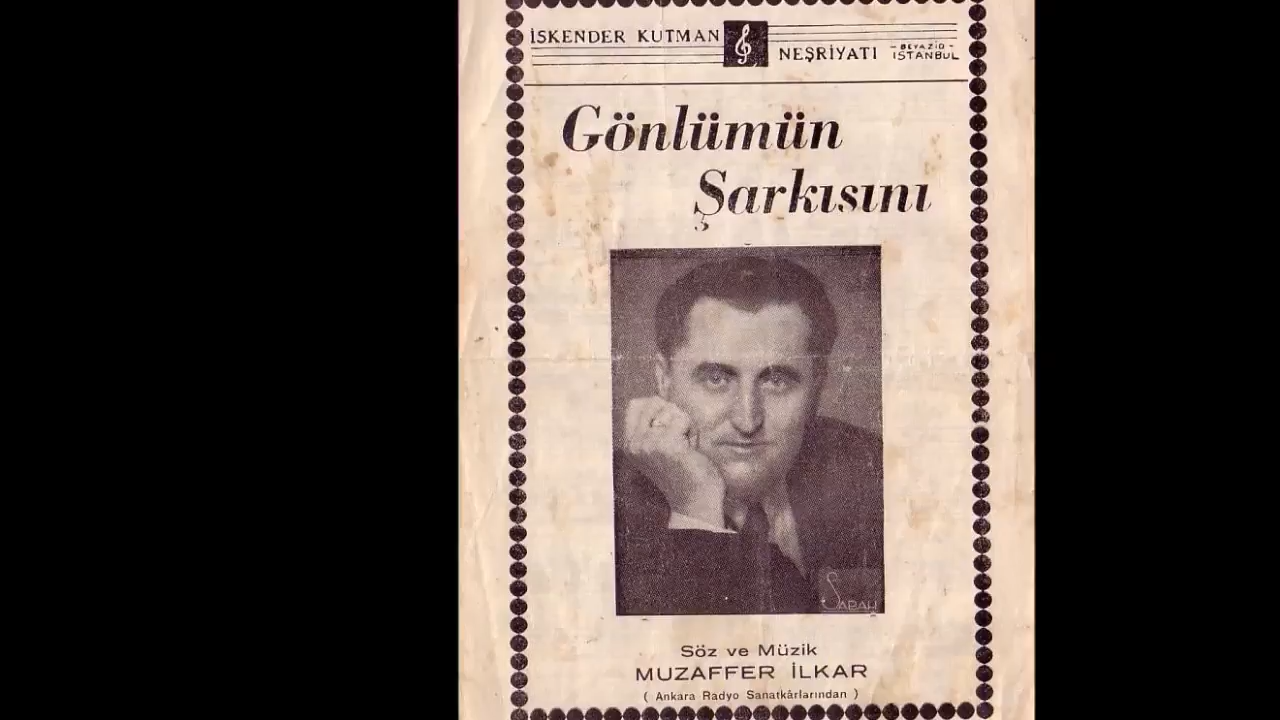 İSKENDER KUTMAN
NEŞRİYATI - BEYAZID -
İSTANBUL
Gönlümün
Şarkısını
SABAH
Söz ve Müzik
MUZAFFER İLKAR
( Ankara Radyo Sanatkârlarından )